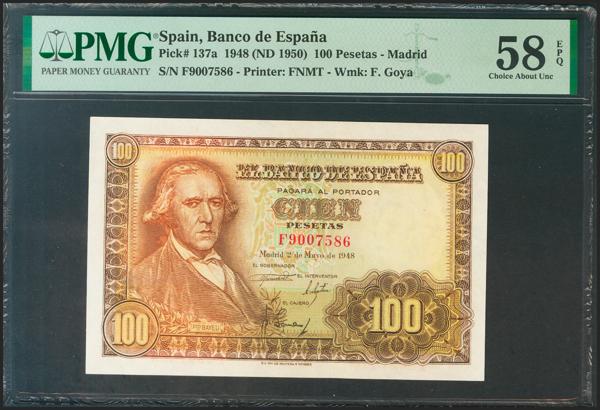 PMG
PAPER MONEY GUARANTY
Spain, Banco de España
Pick# 137a 1948 (ND 1950) 100 Pesetas - Madrid
S/N F9007586 - Printer: FNMT - Wmk: F. Goya
58 EPQ
Choice About Unc
100
100
EL BANCO DE ESPAÑA
PAGARÁ AL PORTADOR
CIEN
PESETAS
F9007586
Madrid 2 de Mayo de 1948
EL GOBERNADOR
EL INTERVENTOR
EL CAJERO
100
BAYEU
100